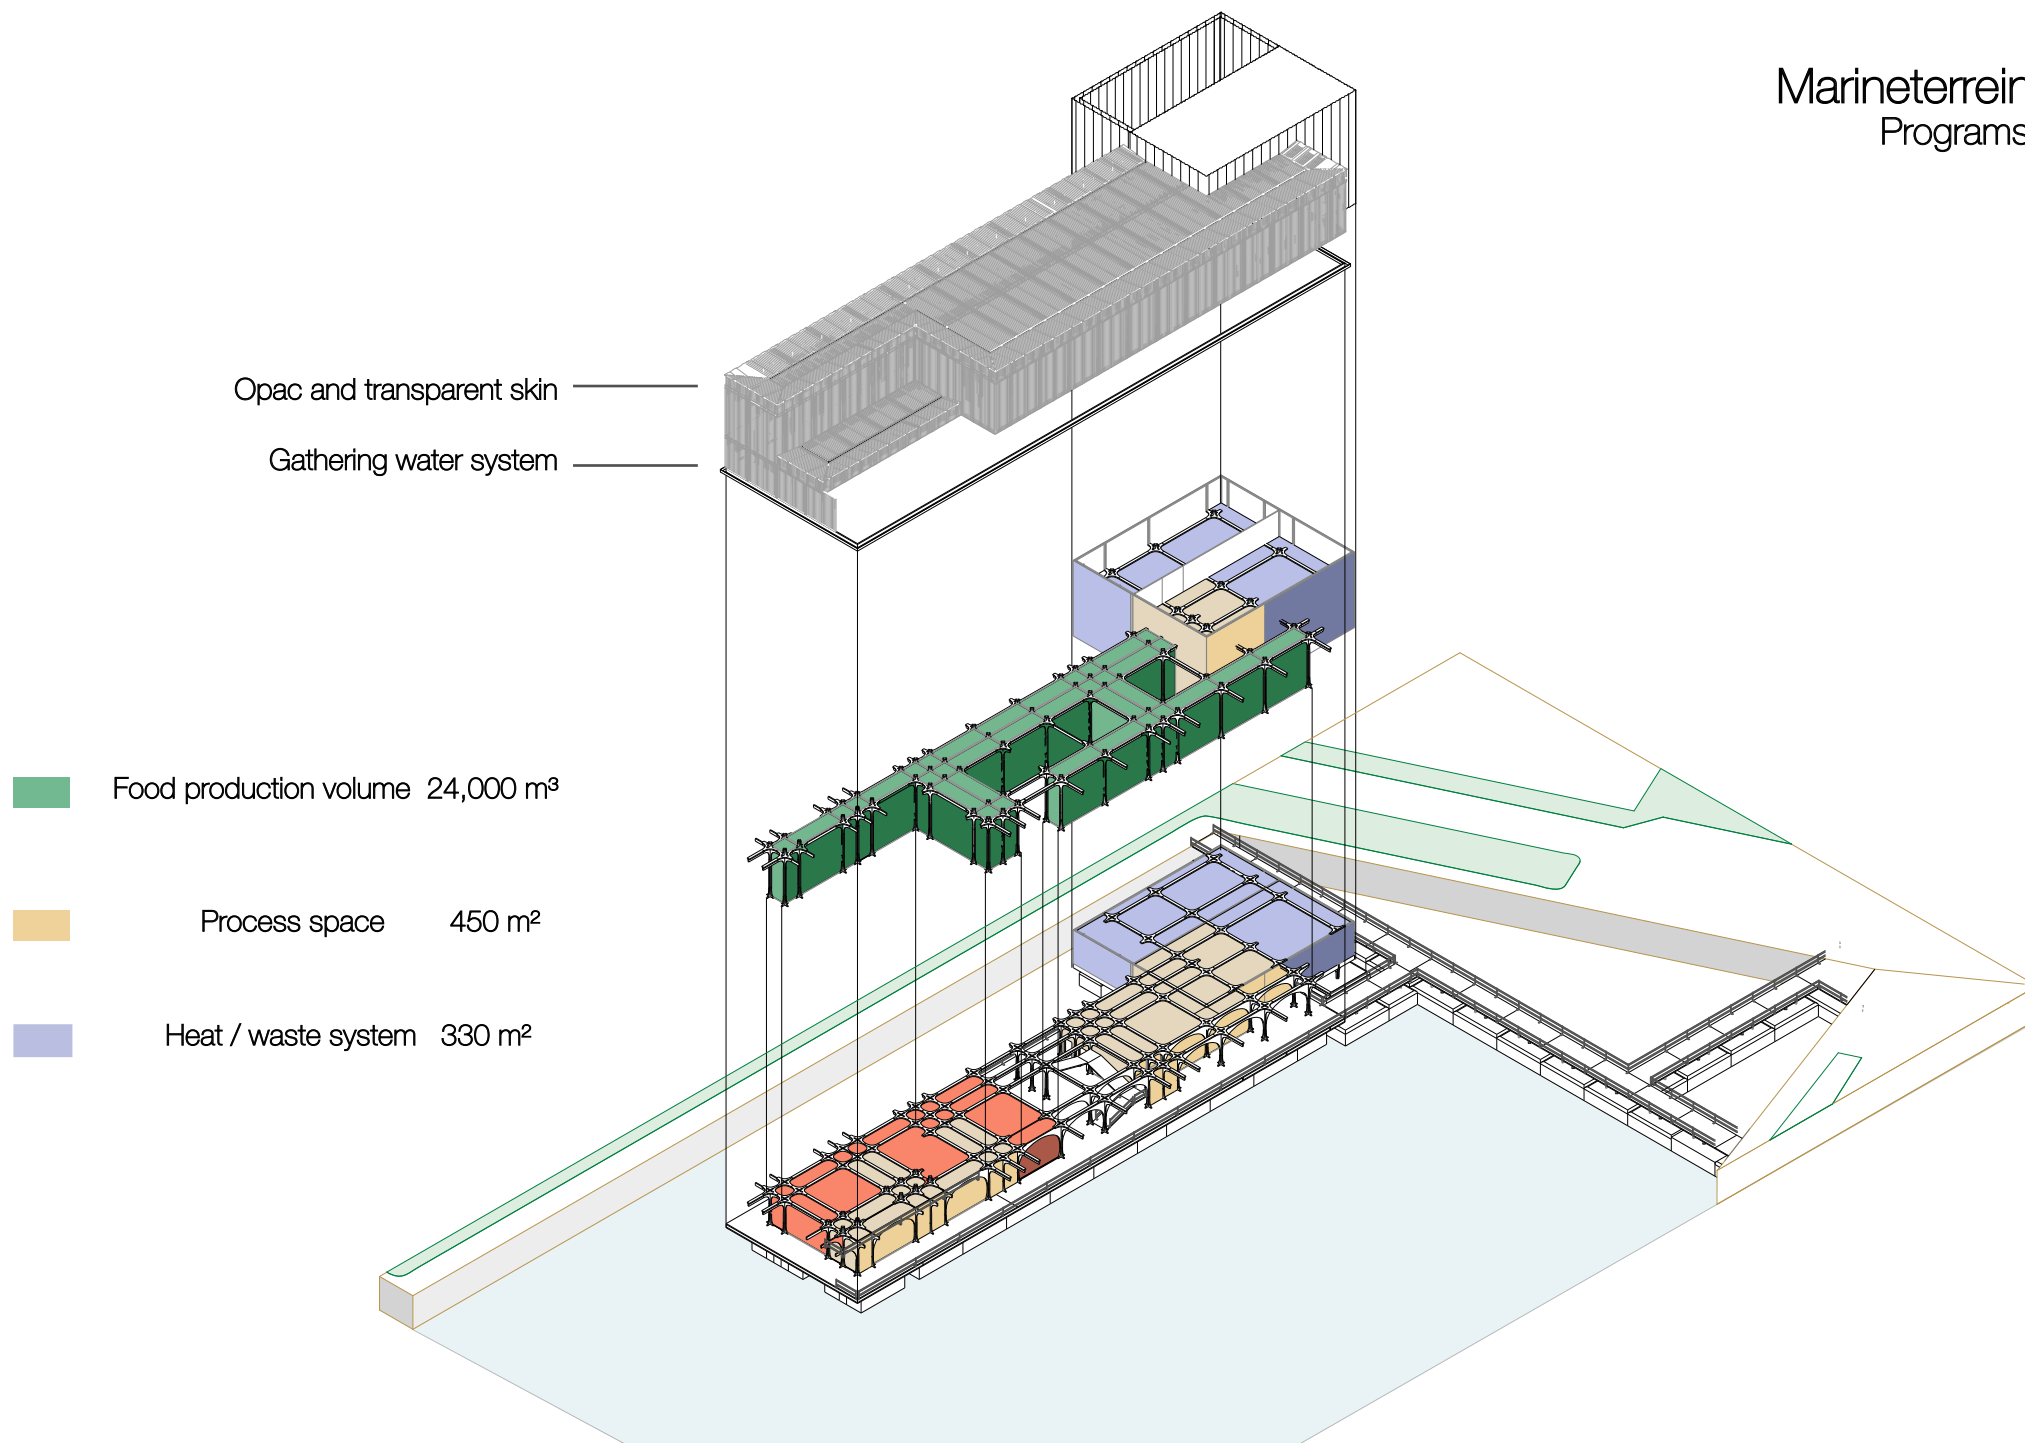 Marineterrein
Programs
Opac and transparent skin
Gathering water system
Food production volume 24,000 m³
Process space 450 m²
Heat / waste system 330 m²